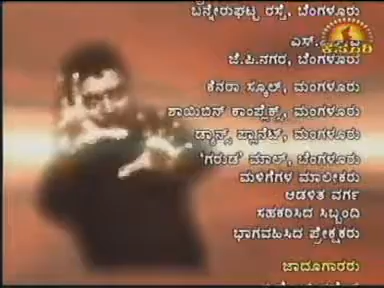 ಬನ್ನೇರುಘಟ್ಟ ರಸ್ತೆ, ಬೆಂಗಳೂರು
ಕಸ್ತೂರಿ
ಎಸ್.
ಜೆ.ಪಿ.ನಗರ, ಬೆಂಗಳೂರು
ಕೆನರಾ ಸ್ಕೂಲ್, ಮಂಗಳೂರು
ಶಾಯಿಬಿನ್ ಕಾಂಪ್ಲೆಕ್ಸ್, ಮಂಗಳೂರು
ಡ್ಯಾನ್ಸ್ ಪ್ಲಾನೆಟ್, ಮಂಗಳೂರು
'ಗರುಡ' ಮಾಲ್, ಬೆಂಗಳೂರು
ಮಳಿಗೆಗಳ ಮಾಲೀಕರು
ಆಡಳಿತ ವರ್ಗ
ಸಹಕರಿಸಿದ ಸಿಬ್ಬಂದಿ
ಭಾಗವಹಿಸಿದ ಪ್ರೇಕ್ಷಕರು
ಜಾದೂಗಾರರು